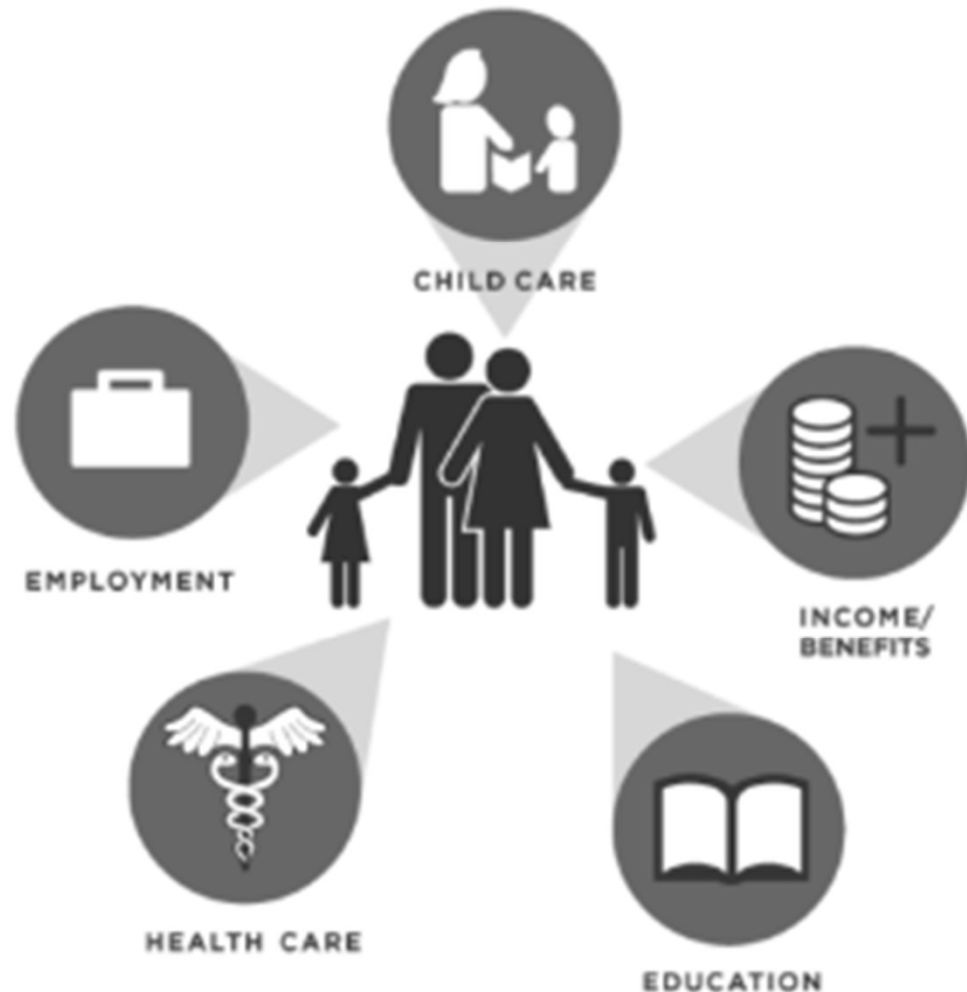 CHILD CARE
EMPLOYMENT
INCOME/
BENEFITS
HEALTH CARE
EDUCATION